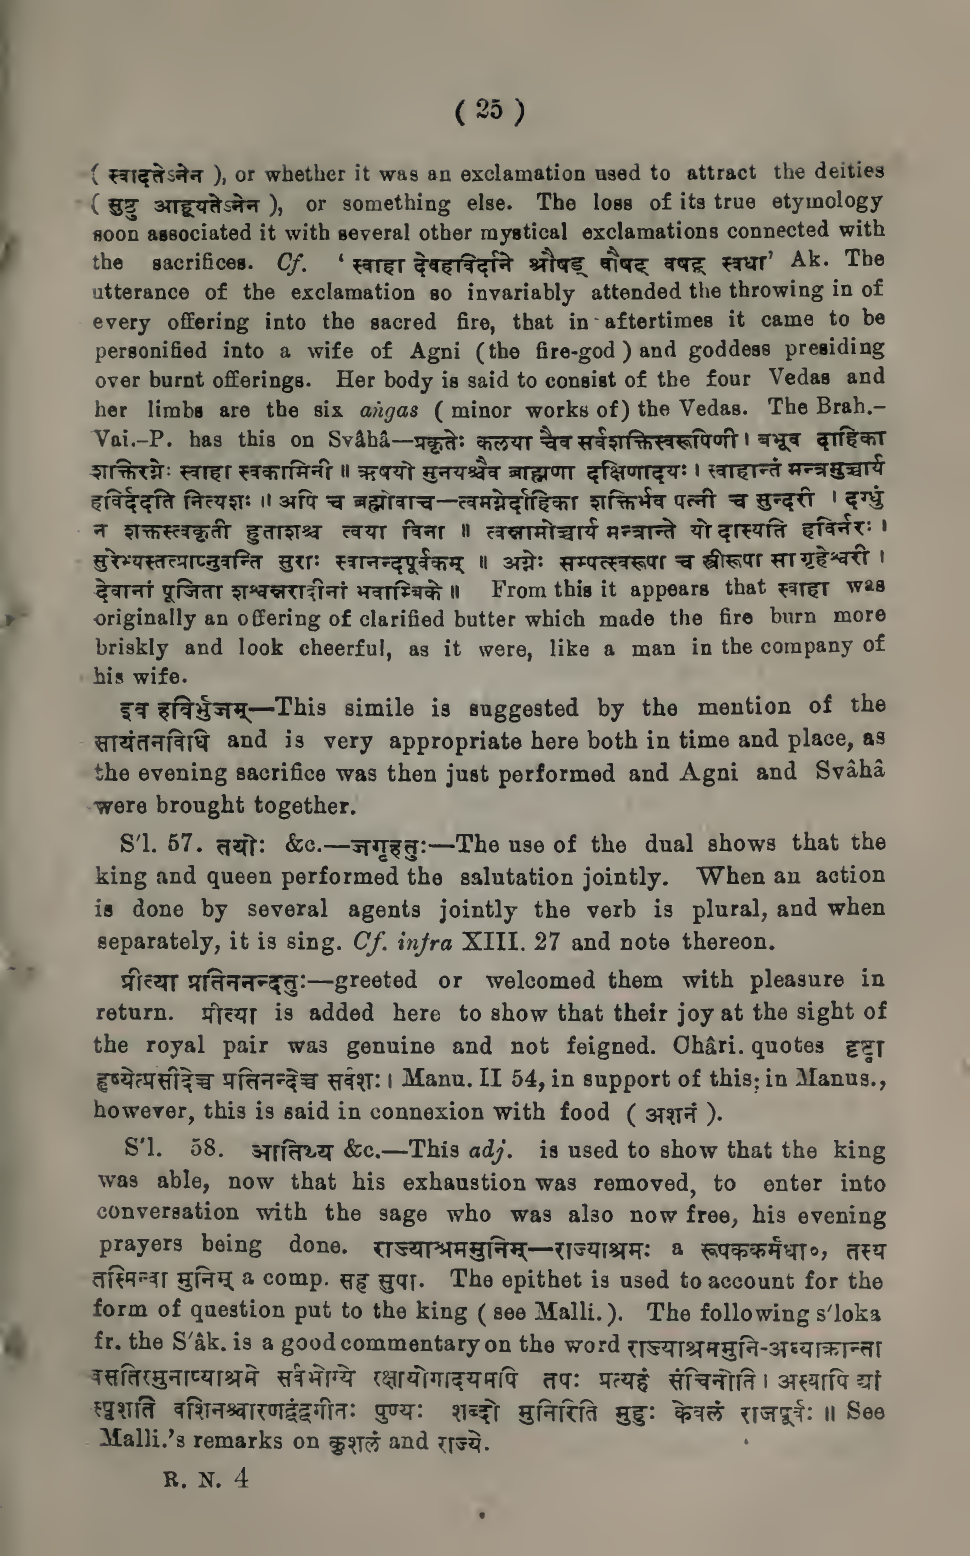 ( 25 )
( स्वाद्तेऽनेन ), or whether it was an exclamation used to attract the deities
( सुष्टु आहूयतेऽनेन ), or something else. The loss of its true etymology
soon associated it with several other mystical exclamations connected with
the sacrifices. Cf. ‘ स्वाहा देवहविर्दाने श्रौषड् वौषट् वषट् स्वधा’ Ak. The
utterance of the exclamation so invariably attended the throwing in of
every offering into the sacred fire, that in aftertimes it came to be
personified into a wife of Agni ( the fire-god ) and goddess presiding
over burnt offerings. Her body is said to consist of the four Vedas and
her limbs are the six aṅgas ( minor works of) the Vedas. The Brah.-
Vai.-P. has this on Svâhâ—प्रकृतेः कलया चैव सर्वशक्तिस्वरूपिणी । बभूव दाहिका
शक्तिरग्नेः स्वाहा स्वकामिनी ॥ ऋषयो मुनयश्चैव ब्राह्मणा दक्षिणादयः । स्वाहान्तं मन्त्रमुच्चार्य
हविर्ददति नित्यशः ॥ अपि च ब्रह्मोवाच—त्वमग्नेर्दाहिका शक्तिर्भव पत्नी च सुन्दरी । दग्धुं
न शक्तस्त्वकृती हुताशश्च त्वया विना ॥ त्वन्नामोच्चार्य मन्त्रान्ते यो दास्यति हविर्नरः ।
सुरेभ्यस्तत्प्राप्नुवन्ति सुराः स्वानन्दपूर्वकम् ॥ अग्नेः सम्पत्स्वरूपा च स्त्रीरूपा सा गृहेश्वरी ।
देवानां पूजिता शश्वन्नरादीनां भवाम्बिके ॥ From this it appears that स्वाहा was
originally an offering of clarified butter which made the fire burn more
briskly and look cheerful, as it were, like a man in the company of
his wife.
इव हविर्भुजम्—This simile is suggested by the mention of the
सायंतनविधि and is very appropriate here both in time and place, as
the evening sacrifice was then just performed and Agni and Svâhâ
were brought together.
S'l. 57. तयोः &c.—जगृहतुः—The use of the dual shows that the
king and queen performed the salutation jointly. When an action
is done by several agents jointly the verb is plural, and when
separately, it is sing. Cf. infra XIII. 27 and note thereon.
प्रीत्या प्रतिननन्दतुः—greeted or welcomed them with pleasure in
return. प्रीत्या is added here to show that their joy at the sight of
the royal pair was genuine and not feigned. Châri. quotes दृष्ट्वा
हृष्येत्प्रसीदेच्च प्रतिनन्देच्च सर्वशः । Manu. II 54, in support of this; in Manus.,
however, this is said in connexion with food ( अशनं ).
S'l. 58. आतिथ्य &c.—This adj. is used to show that the king
was able, now that his exhaustion was removed, to enter into
conversation with the sage who was also now free, his evening
prayers being done. राज्याश्रममुनिम्—राज्याश्रमः a रूपककर्मधा०, तस्य
तस्मिन्वा मुनिम् a comp. सह सुपा. The epithet is used to account for the
form of question put to the king ( see Malli. ). The following s'loka
fr. the S'âk. is a good commentary on the word राज्याश्रममुनि-अध्याक्रान्ता
वसतिरमुनाप्याश्रमे सर्वभोग्ये रक्षायोगादयमपि तपः प्रत्यहं संचिनोति । अस्यापि द्यां
स्पृशति वशिनश्चारणद्वंद्वगीतः पुण्यः शब्दो मुनिरिति मुहुः केवलं राजपूर्वः ॥ See
Malli.'s remarks on कुशलं and राज्ये.
R. N. 4